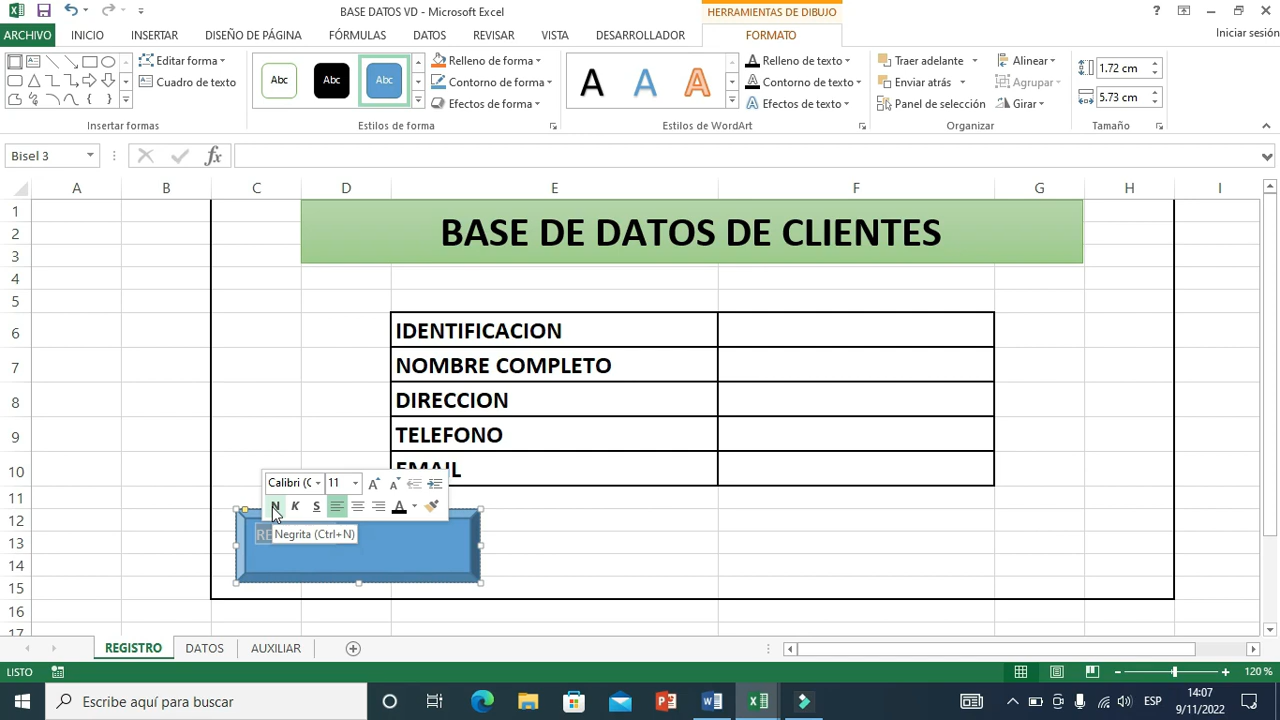 BASE DATOS VD - Microsoft Excel
HERRAMIENTAS DE DIBUJO
?
ARCHIVO INICIO INSERTAR DISEÑO DE PÁGINA FÓRMULAS DATOS REVISAR VISTA DESARROLLADOR FORMATO Iniciar sesión
Editar forma
Cuadro de texto
Insertar formas
Abc Abc Abc
Relleno de forma
Contorno de forma
Efectos de forma
Estilos de forma
A A A
Relleno de texto
Contorno de texto
Efectos de texto
Estilos de WordArt
Traer adelante
Enviar atrás
Panel de selección
Alinear
Agrupar
Girar
Organizar
1.72 cm
5.73 cm
Tamaño
Bisel 3
fx
A B C D E F G H I
1
2
3
4
5
6
7
8
9
10
11
12
13
14
15
16
17
BASE DE DATOS DE CLIENTES
IDENTIFICACION
NOMBRE COMPLETO
DIRECCION
TELEFONO
EMAIL
Calibri (C 11 A A
N K S A
RE
Negrita (Ctrl+N)
REGISTRO DATOS AUXILIAR
LISTO
120 %
Escribe aquí para buscar
ESP
14:07
9/11/2022